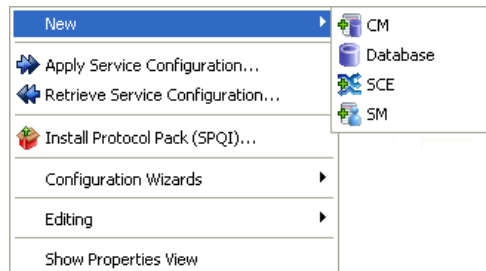 New
Apply Service Configuration...
Retrieve Service Configuration...
Install Protocol Pack (SPQI)...
Configuration Wizards
Editing
Show Properties View
CM
Database
SCE
SM